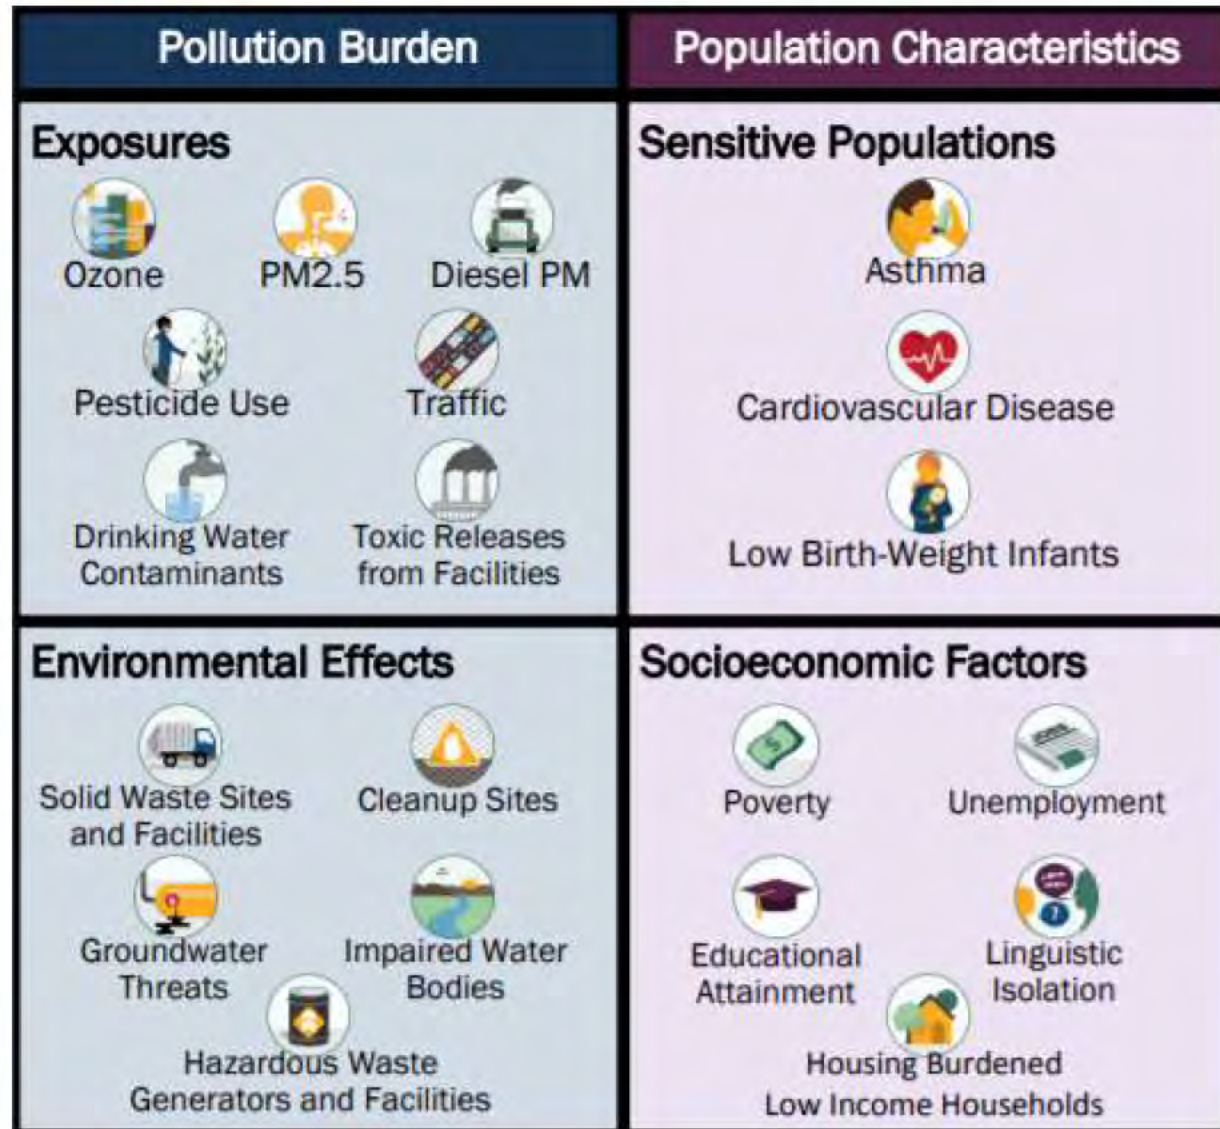 Pollution Burden
Population Characteristics
Exposures
Ozone
PM2.5
Diesel PM
Pesticide Use
Traffic
Drinking Water
Contaminants
Toxic Releases
from Facilities
Sensitive Populations
Asthma
Cardiovascular Disease
Low Birth-Weight Infants
Environmental Effects
Solid Waste Sites
and Facilities
Cleanup Sites
Groundwater
Threats
Impaired Water
Bodies
Hazardous Waste
Generators and Facilities
Socioeconomic Factors
Poverty
Unemployment
Educational
Attainment
Linguistic
Isolation
Housing Burdened
Low Income Households